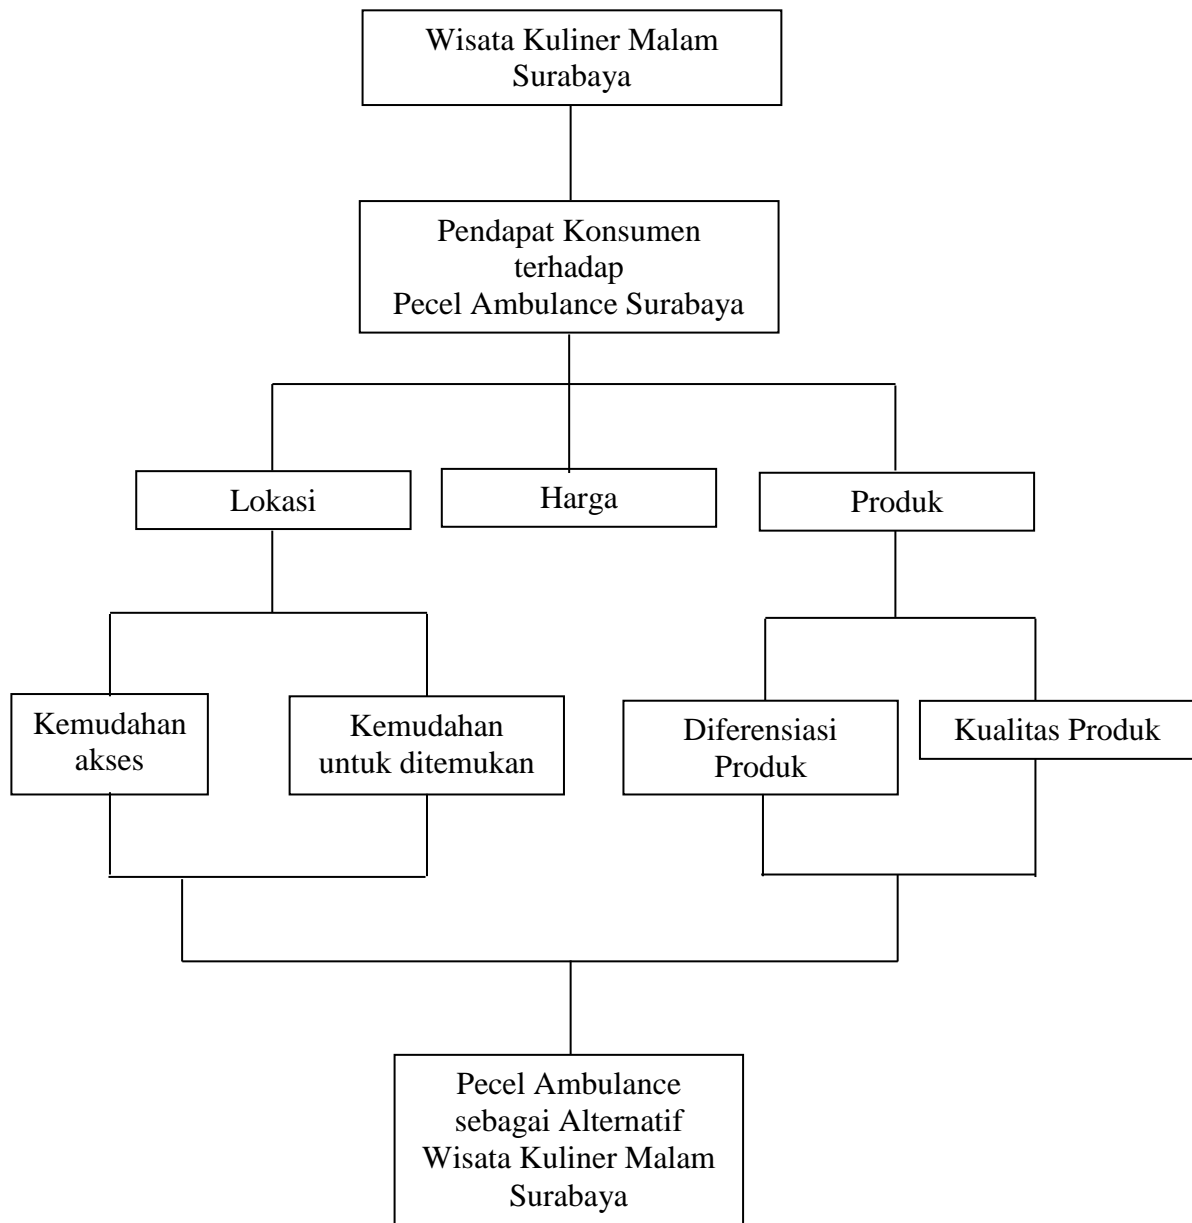 Wisata Kuliner Malam
Surabaya
Pendapat Konsumen
terhadap
Pecel Ambulance Surabaya
Lokasi
Harga
Produk
Kemudahan
akses
Kemudahan
untuk ditemukan
Diferensiasi
Produk
Kualitas Produk
Pecel Ambulance
sebagai Alternatif
Wisata Kuliner Malam
Surabaya